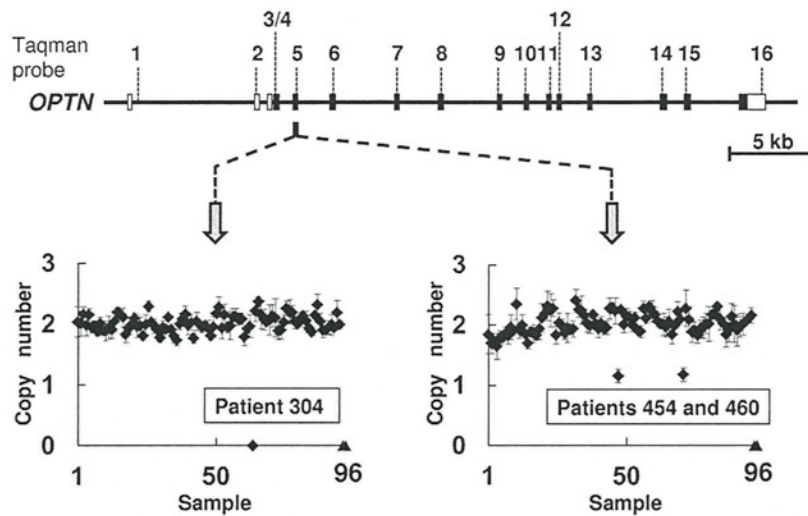 3/4 12
Taqman
probe
1 2 5 6 7 8 9 10 11 13 14 15 16
OPTN
5 kb
3
2
1
0
Copy number
Patient 304
1 50 96
Sample
3
2
1
0
Copy number
Patients 454 and 460
1 50 96
Sample